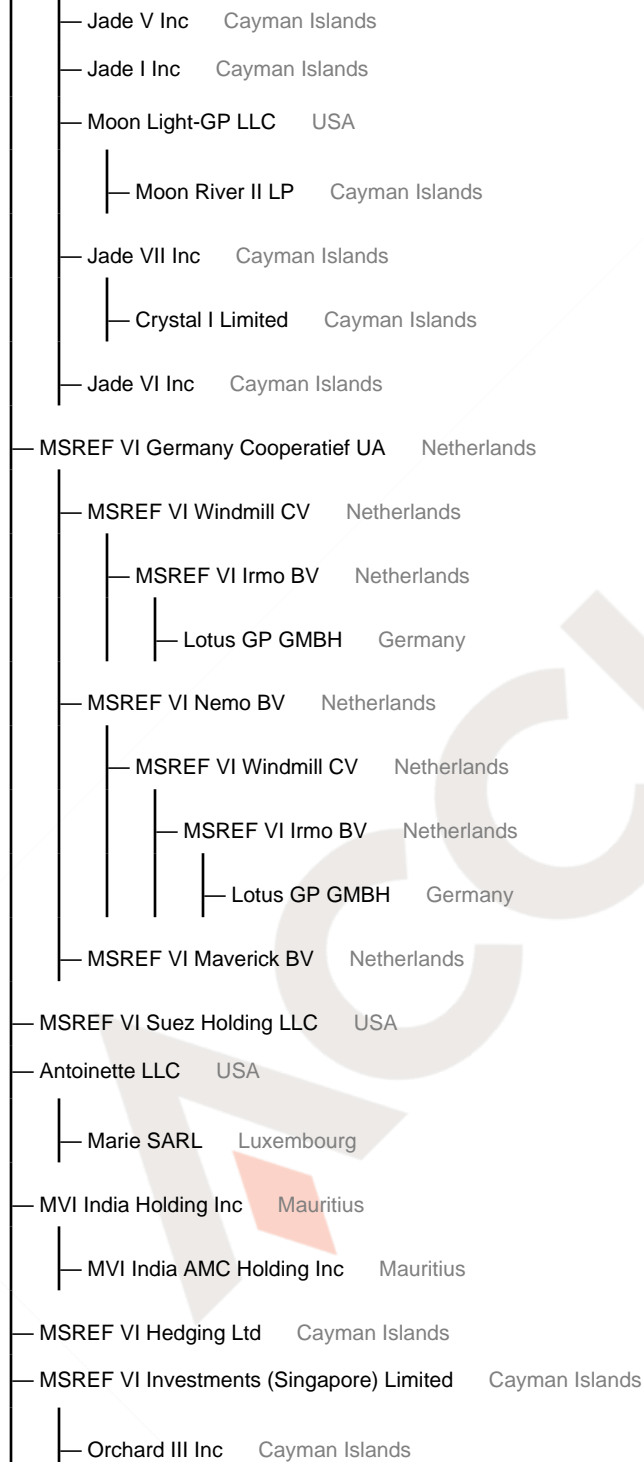 Jade V Inc Cayman Islands
Jade I Inc Cayman Islands
Moon Light-GP LLC USA
Moon River II LP Cayman Islands
Jade VII Inc Cayman Islands
Crystal I Limited Cayman Islands
Jade VI Inc Cayman Islands
MSREF VI Germany Cooperatief UA Netherlands
MSREF VI Windmill CV Netherlands
MSREF VI Irmo BV Netherlands
Lotus GP GMBH Germany
MSREF VI Nemo BV Netherlands
MSREF VI Windmill CV Netherlands
MSREF VI Irmo BV Netherlands
Lotus GP GMBH Germany
MSREF VI Maverick BV Netherlands
MSREF VI Suez Holding LLC USA
Antoinette LLC USA
Marie SARL Luxembourg
MVI India Holding Inc Mauritius
MVI India AMC Holding Inc Mauritius
MSREF VI Hedging Ltd Cayman Islands
MSREF VI Investments (Singapore) Limited Cayman Islands
Orchard III Inc Cayman Islands